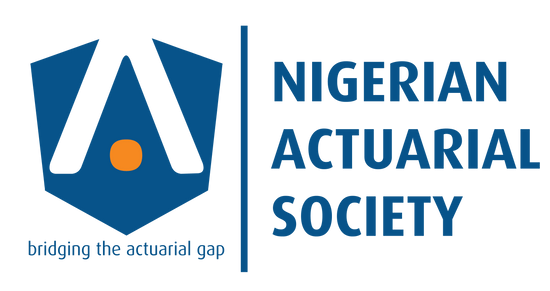 NIGERIAN
ACTUARIAL
SOCIETY
bridging the actuarial gap